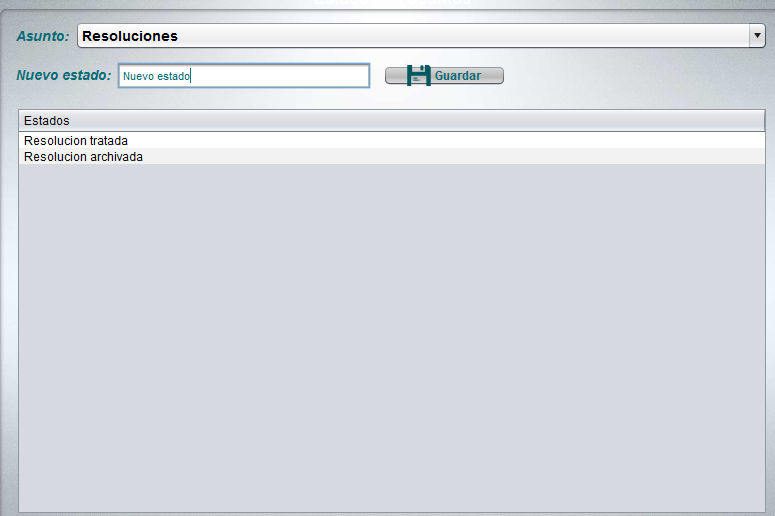 Asunto: Resoluciones
Nuevo estado: Nuevo estado Guardar
Estados
Resolucion tratada
Resolucion archivada